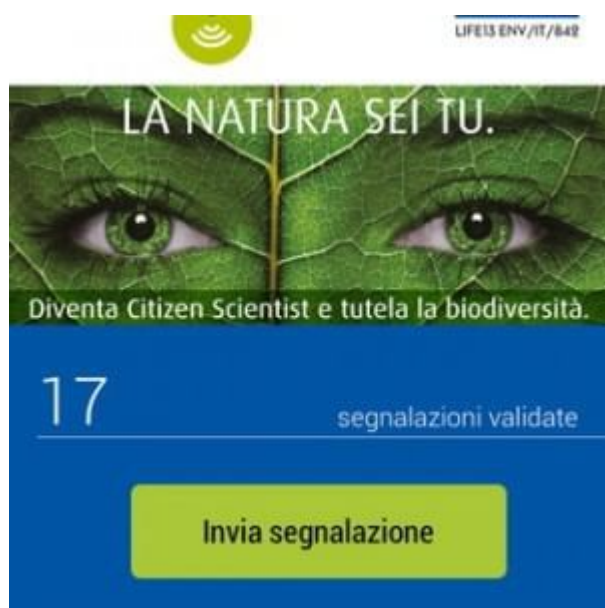 LIFE13 ENV/IT/842
LA NATURA SEI TU.
Diventa Citizen Scientist e tutela la biodiversità.
17
segnalazioni validate
Invia segnalazione